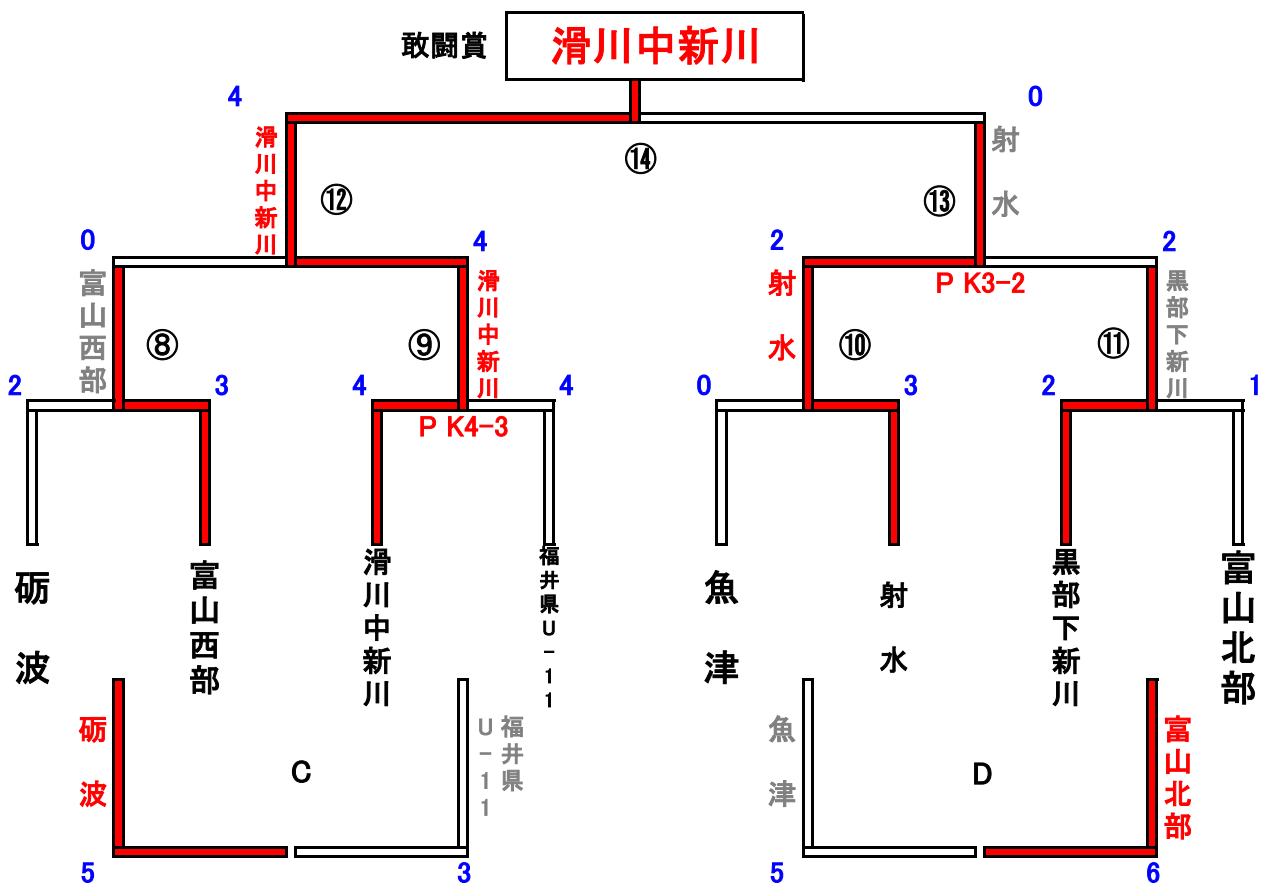 敢闘賞
滑川中新川
4
0
滑川中新川
射水
⑭
⑫
⑬
0
4
2
2
富山西部
滑川中新川
射水
黒部下新川
P K3-2
⑧
⑨
⑩
⑪
2
3
4
4
0
3
2
1
P K4-3
砺波
富山西部
滑川中新川
福井県U-11
魚津
射水
黒部下新川
富山北部
砺波
福井県
U-11
魚津
富山北部
C
D
5
3
5
6